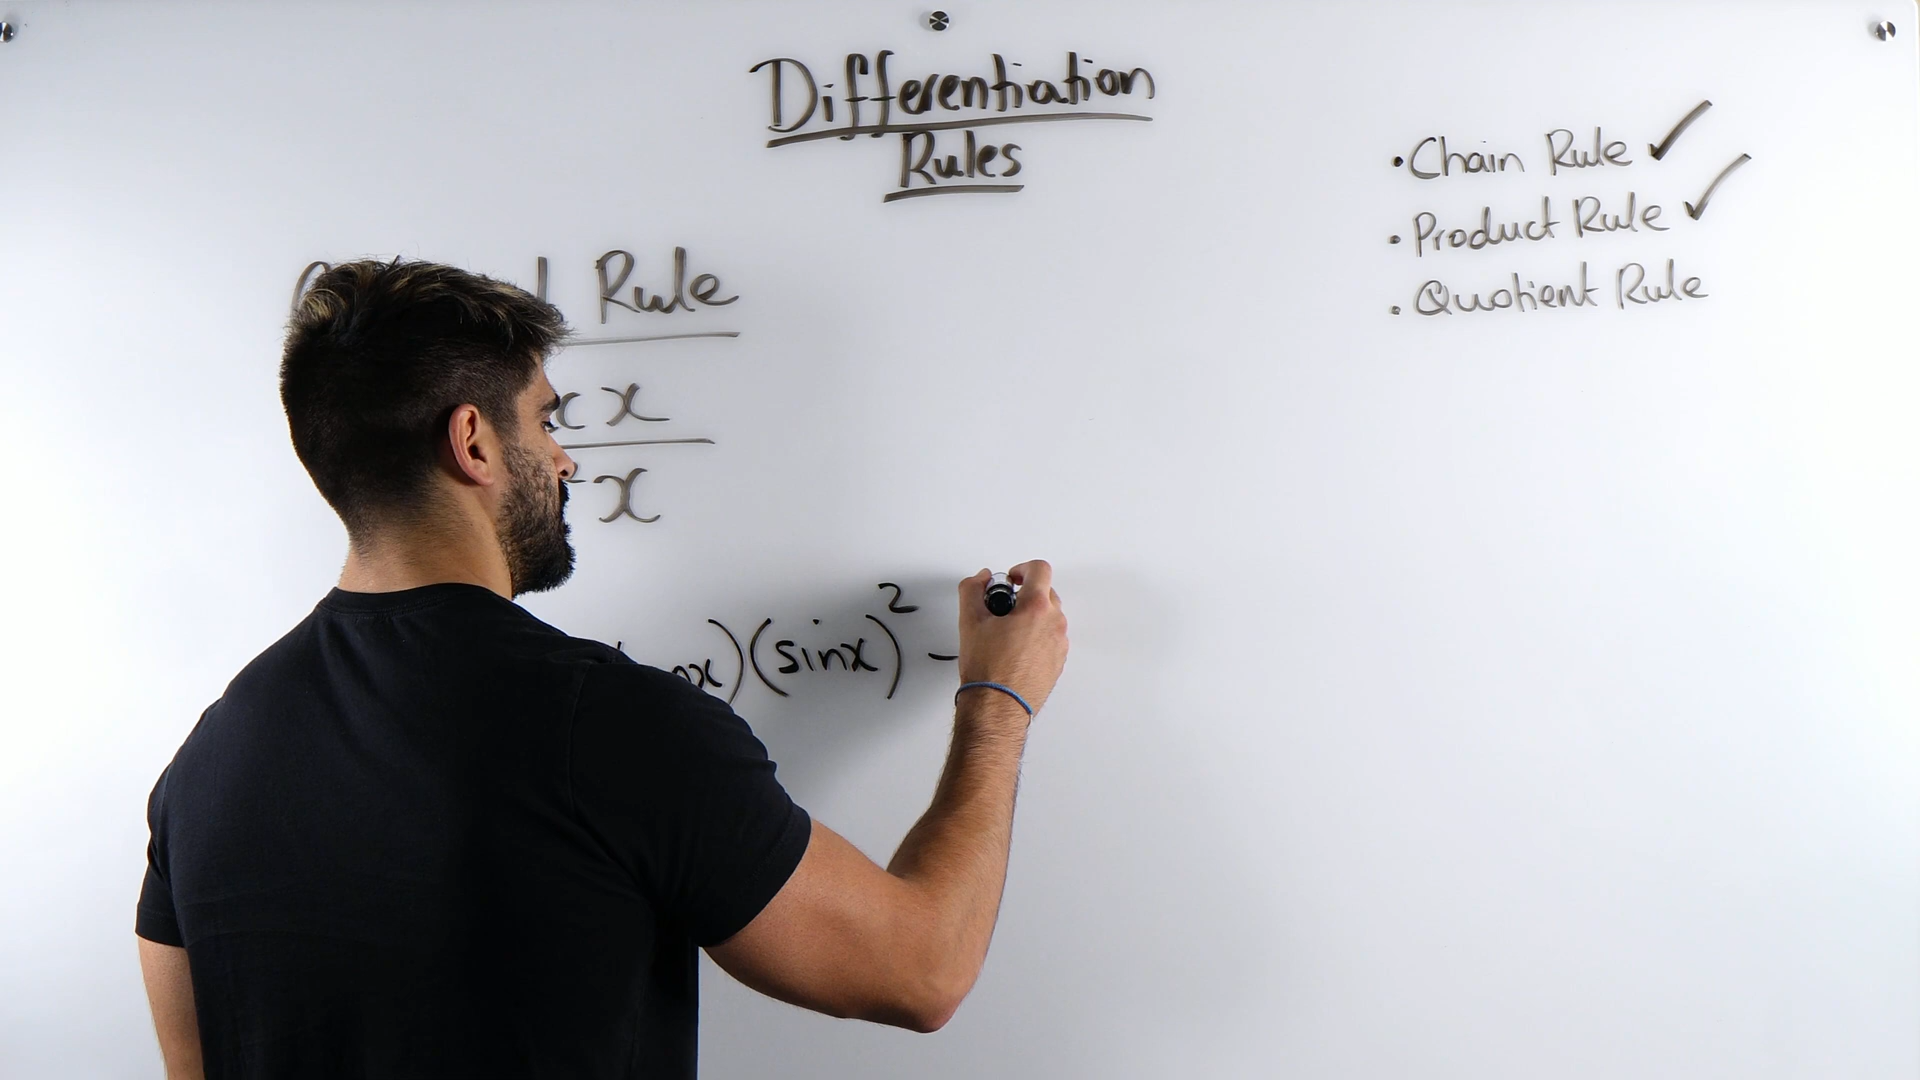 Differentiation
Rules
• Chain Rule ✓
• Product Rule ✓
• Quotient Rule
Rule
x
x
x)(sinx)² –